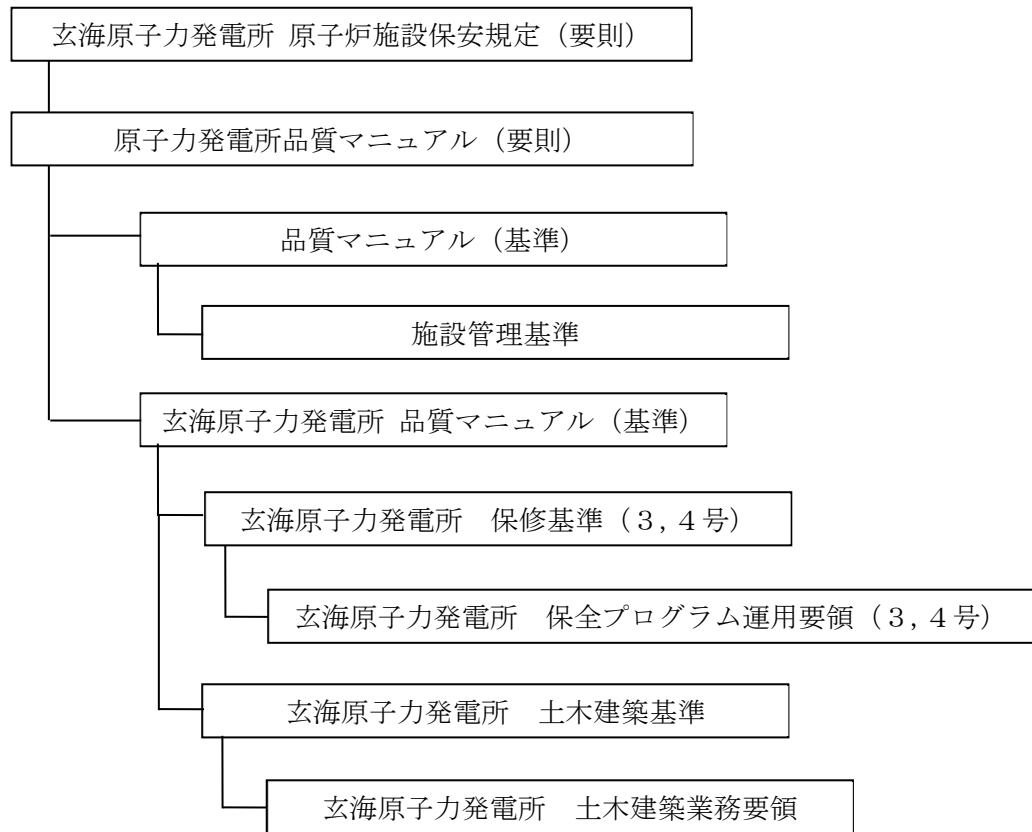 玄海原子力発電所 原子炉施設保安規定（要則）
原子力発電所品質マニュアル（要則）
品質マニュアル（基準）
施設管理基準
玄海原子力発電所 品質マニュアル（基準）
玄海原子力発電所　保修基準（３，４号）
玄海原子力発電所　保全プログラム運用要領（３，４号）
玄海原子力発電所　土木建築基準
玄海原子力発電所　土木建築業務要領